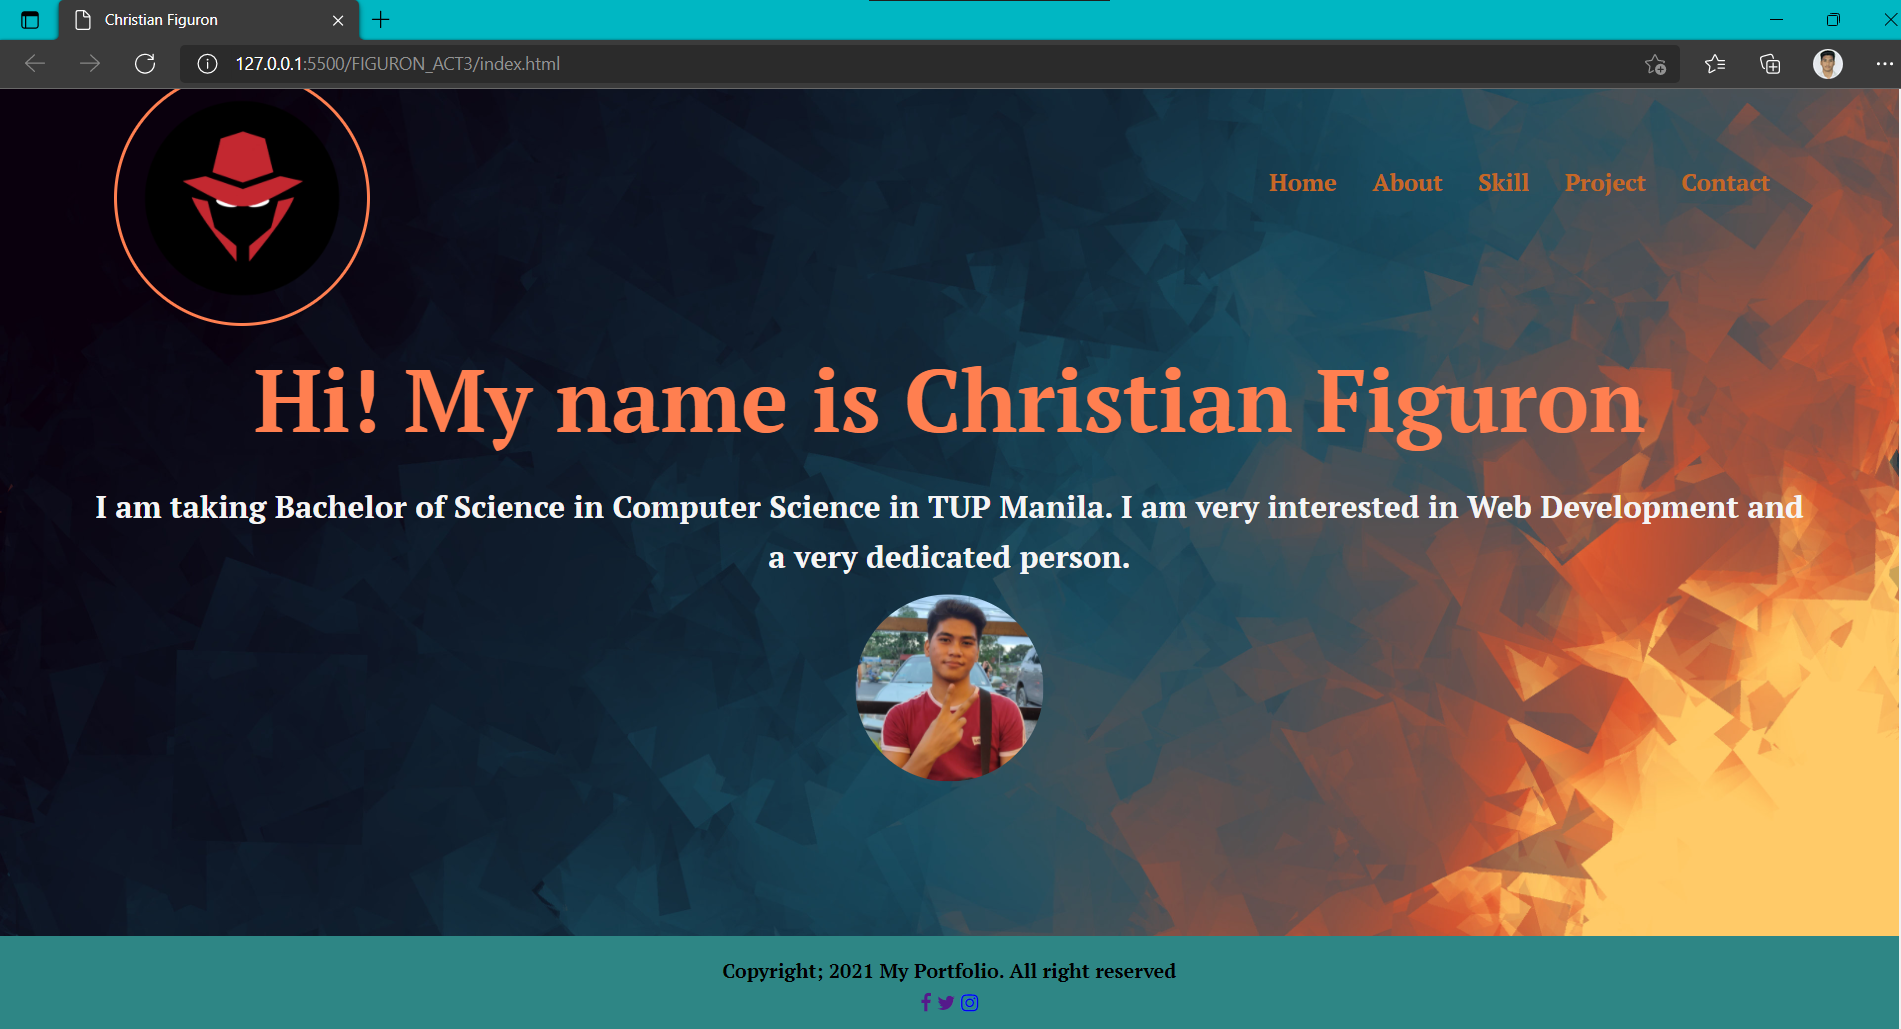 Christian Figuron
127.0.0.1:5500/FIGURON_ACT3/index.html
Home About Skill Project Contact
Hi! My name is Christian Figuron
I am taking Bachelor of Science in Computer Science in TUP Manila. I am very interested in Web Development and
a very dedicated person.
Copyright; 2021 My Portfolio. All right reserved